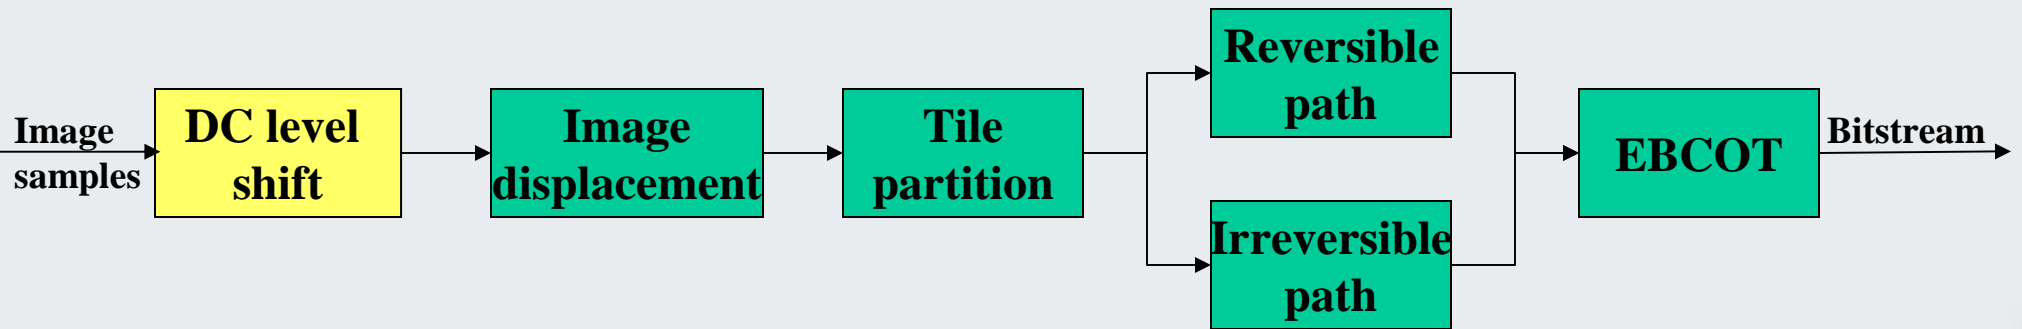 Image
samples
DC level
shift
Image
displacement
Tile
partition
Reversible
path
Irreversible
path
EBCOT
Bitstream